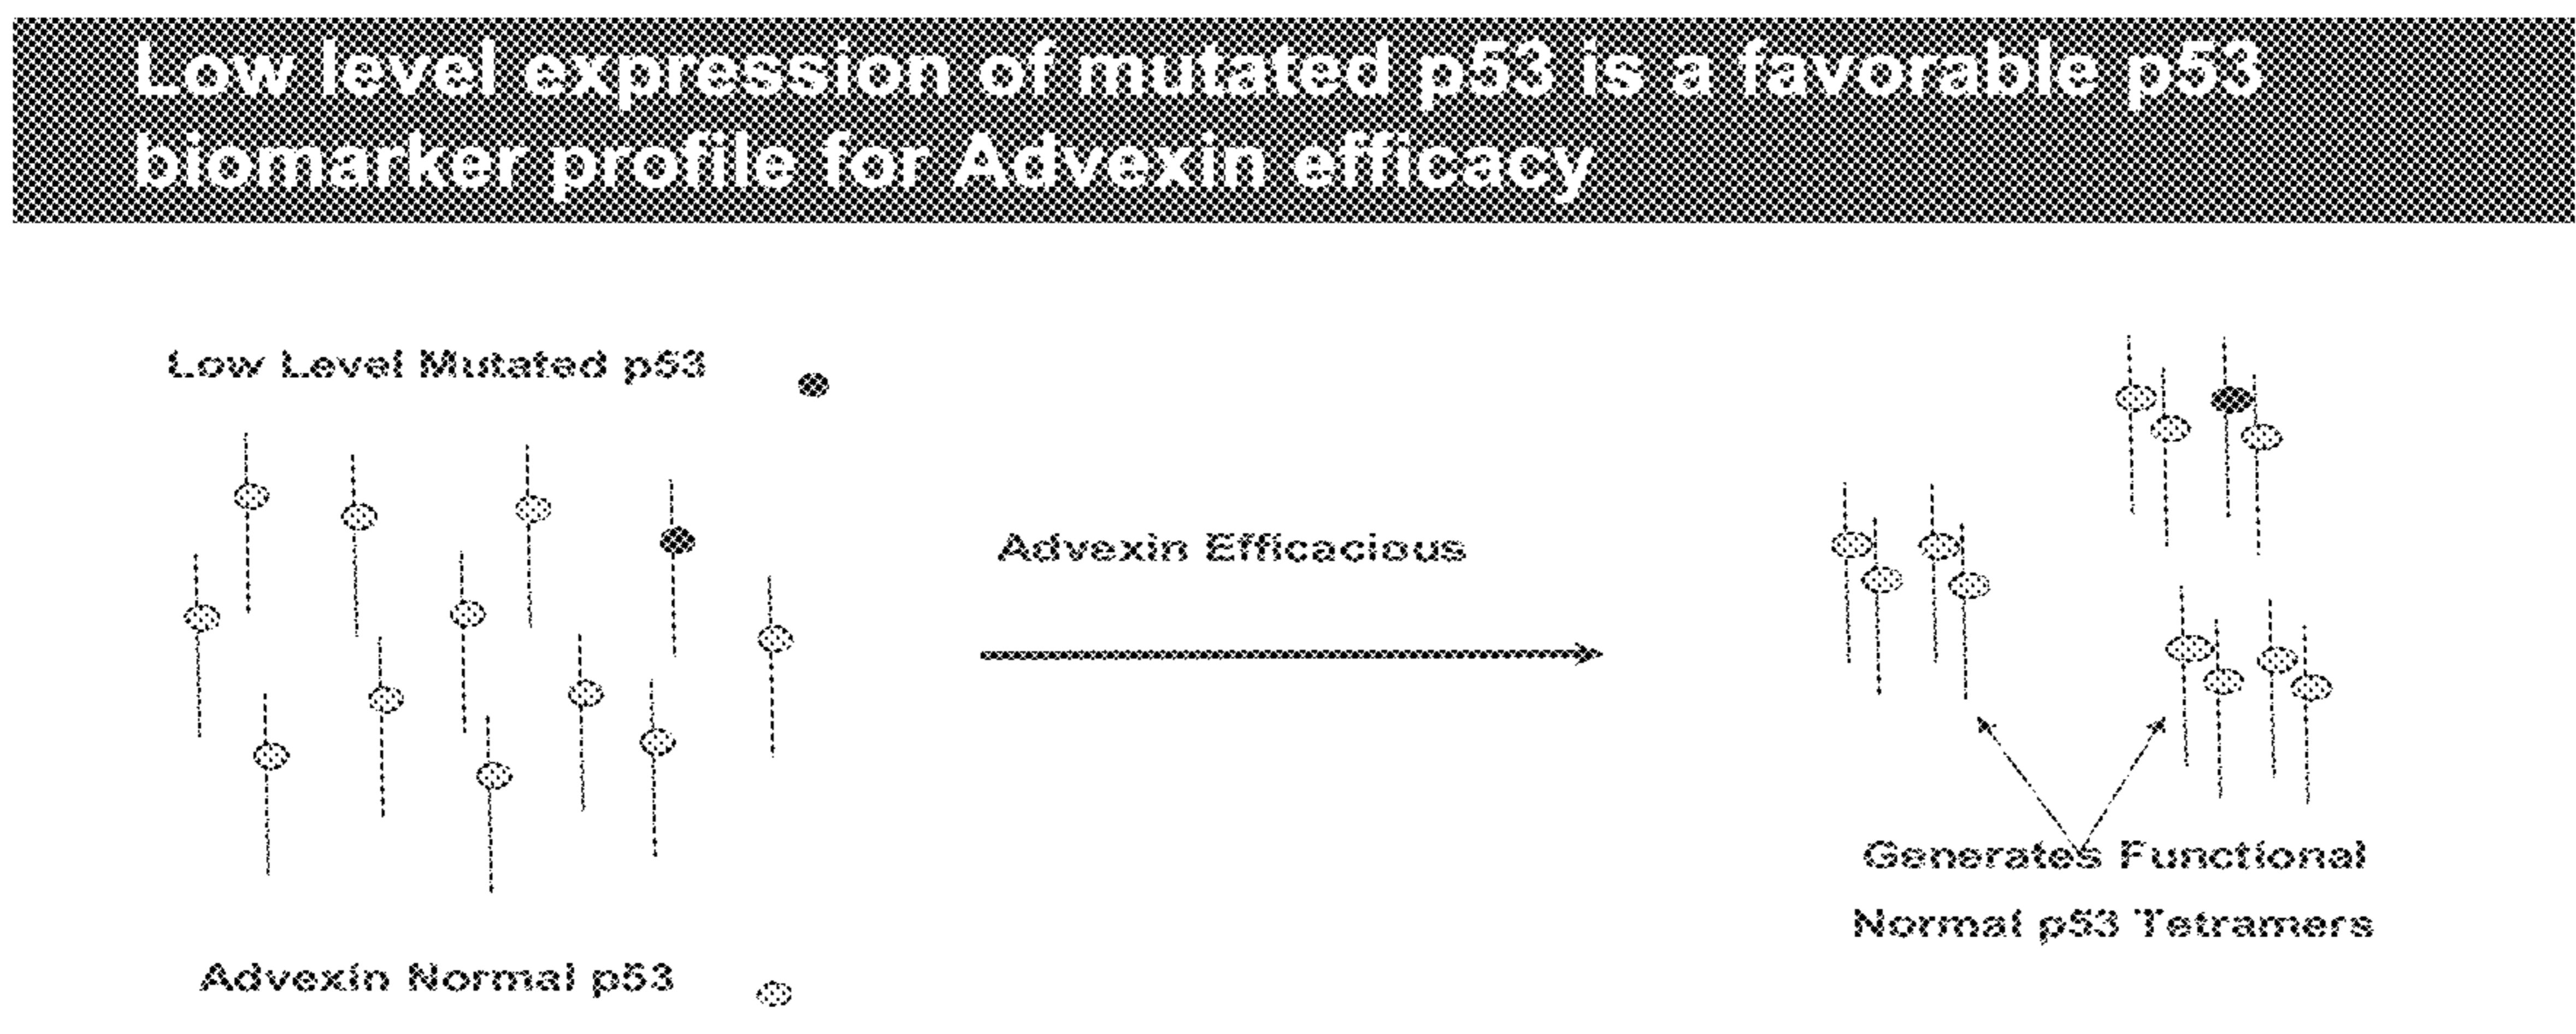 Low level expression of mutated p53 is a favorable p53
biomarker profile for Advexin efficacy
Low Level Mutated p53
Advexin Efficacious
Generates Functional
Normal p53 Tetramers
Advexin Normal p53